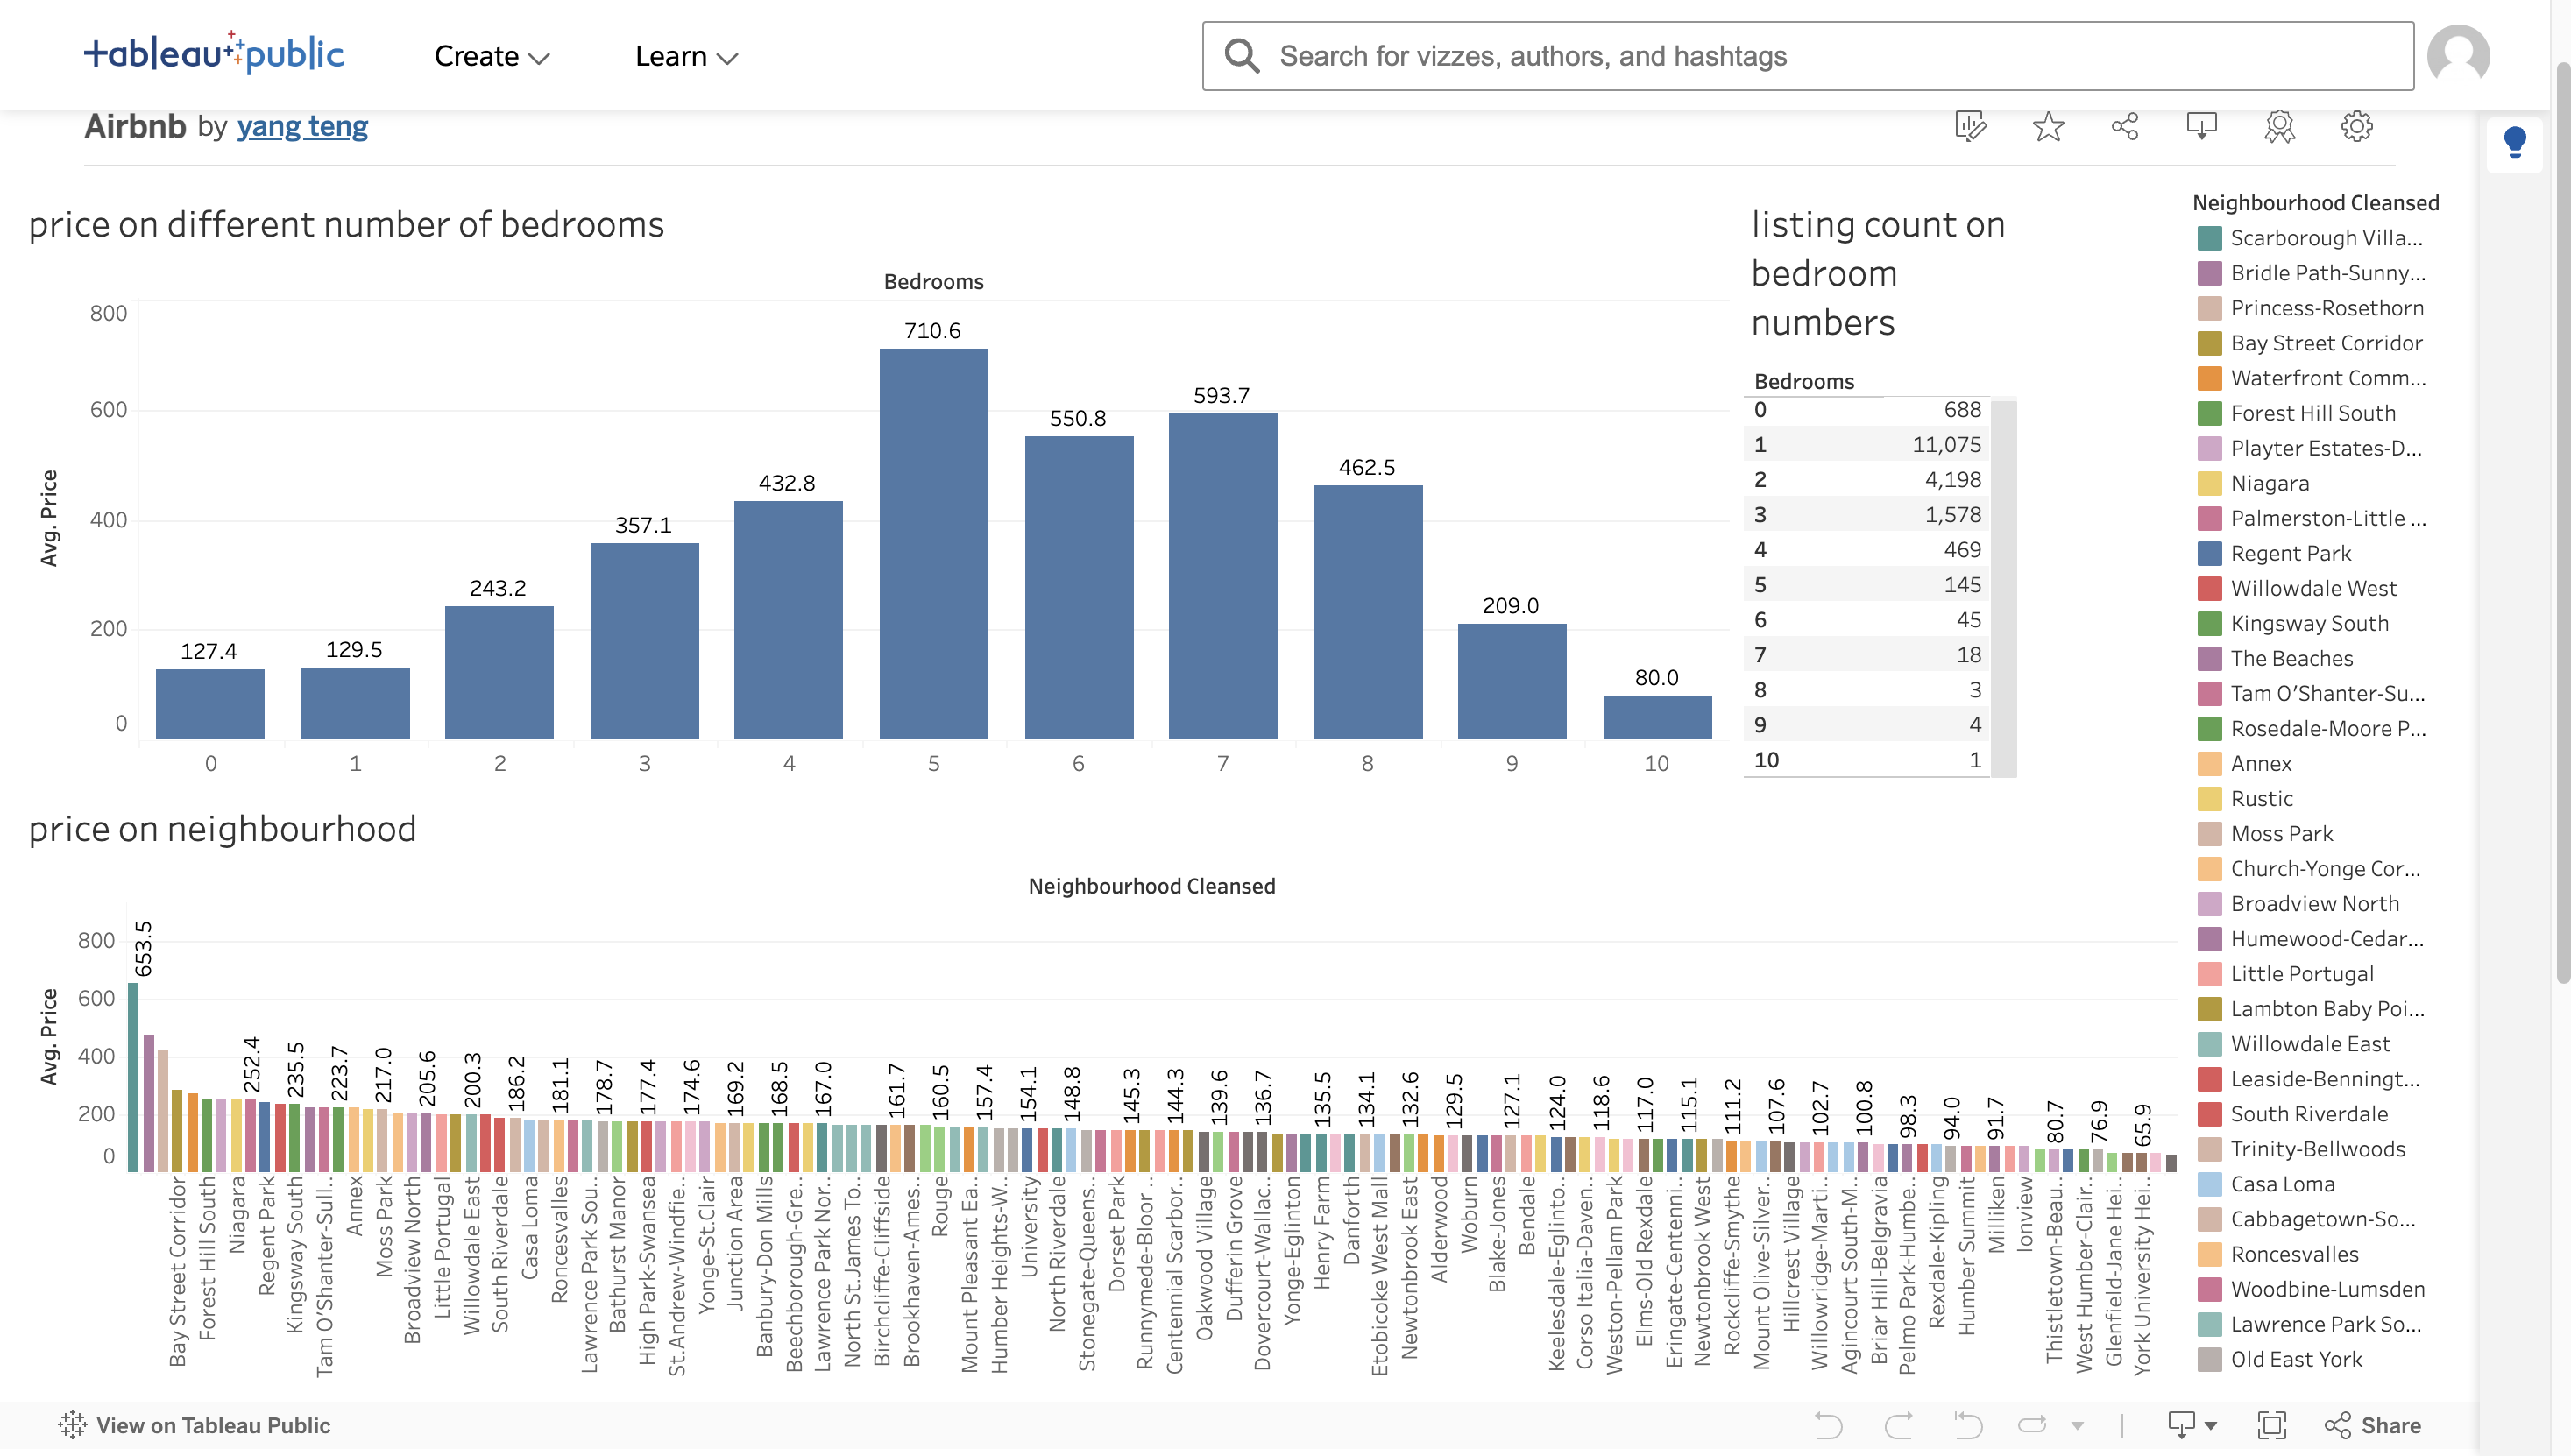 tableau public
Create
Learn
Search for vizzes, authors, and hashtags
Airbnb by yang teng
price on different number of bedrooms
Bedrooms
Avg. Price
800
600
400
200
0
127.4
129.5
243.2
357.1
432.8
710.6
550.8
593.7
462.5
209.0
80.0
0 1 2 3 4 5 6 7 8 9 10
listing count on
bedroom
numbers
Bedrooms
0 688
1 11,075
2 4,198
3 1,578
4 469
5 145
6 45
7 18
8 3
9 4
10 1
price on neighbourhood
Neighbourhood Cleansed
Avg. Price
800
600
400
200
0
653.5
252.4
235.5
223.7
217.0
205.6
200.3
186.2
181.1
178.7
177.4
174.6
169.2
168.5
167.0
161.7
160.5
157.4
154.1
148.8
145.3
144.3
139.6
136.7
135.5
134.1
132.6
129.5
127.1
124.0
118.6
117.0
115.1
111.2
107.6
102.7
100.8
98.3
94.0
91.7
80.7
76.9
65.9
Bay Street Corridor
Forest Hill South
Niagara
Regent Park
Kingsway South
Tam O'Shanter-Sull..
Annex
Moss Park
Broadview North
Little Portugal
Willowdale East
South Riverdale
Casa Loma
Roncesvalles
Lawrence Park Sou..
Bathurst Manor
High Park-Swansea
St.Andrew-Windfie..
Yonge-St.Clair
Junction Area
Banbury-Don Mills
Beechborough-Gre..
Lawrence Park Nor..
North St.James To..
Birchcliffe-Cliffside
Brookhaven-Ames..
Rouge
Mount Pleasant Ea..
Humber Heights-W..
University
North Riverdale
Stonegate-Queens..
Dorset Park
Runnymede-Bloor ..
Centennial Scarbor..
Oakwood Village
Dufferin Grove
Dovercourt-Wallac..
Yonge-Eglinton
Henry Farm
Danforth
Etobicoke West Mall
Newtonbrook East
Alderwood
Woburn
Blake-Jones
Bendale
Keelesdale-Eglinto..
Corso Italia-Daven..
Weston-Pellam Park
Elms-Old Rexdale
Eringate-Centenni..
Newtonbrook West
Rockcliffe-Smythe
Mount Olive-Silver..
Hillcrest Village
Willowridge-Marti..
Agincourt South-M..
Briar Hill-Belgravia
Pelmo Park-Humbe..
Rexdale-Kipling
Humber Summit
Milliken
Ionview
Thistletown-Beau..
West Humber-Clair..
Glenfield-Jane Hei..
York University Hei..
Neighbourhood Cleansed
Scarborough Villa...
Bridle Path-Sunny...
Princess-Rosethorn
Bay Street Corridor
Waterfront Comm...
Forest Hill South
Playter Estates-D...
Niagara
Palmerston-Little ...
Regent Park
Willowdale West
Kingsway South
The Beaches
Tam O'Shanter-Su...
Rosedale-Moore P...
Annex
Rustic
Moss Park
Church-Yonge Cor...
Broadview North
Humewood-Cedar...
Little Portugal
Lambton Baby Poi...
Willowdale East
Leaside-Benningt...
South Riverdale
Trinity-Bellwoods
Casa Loma
Cabbagetown-So...
Roncesvalles
Woodbine-Lumsden
Lawrence Park So...
Old East York
View on Tableau Public
Share